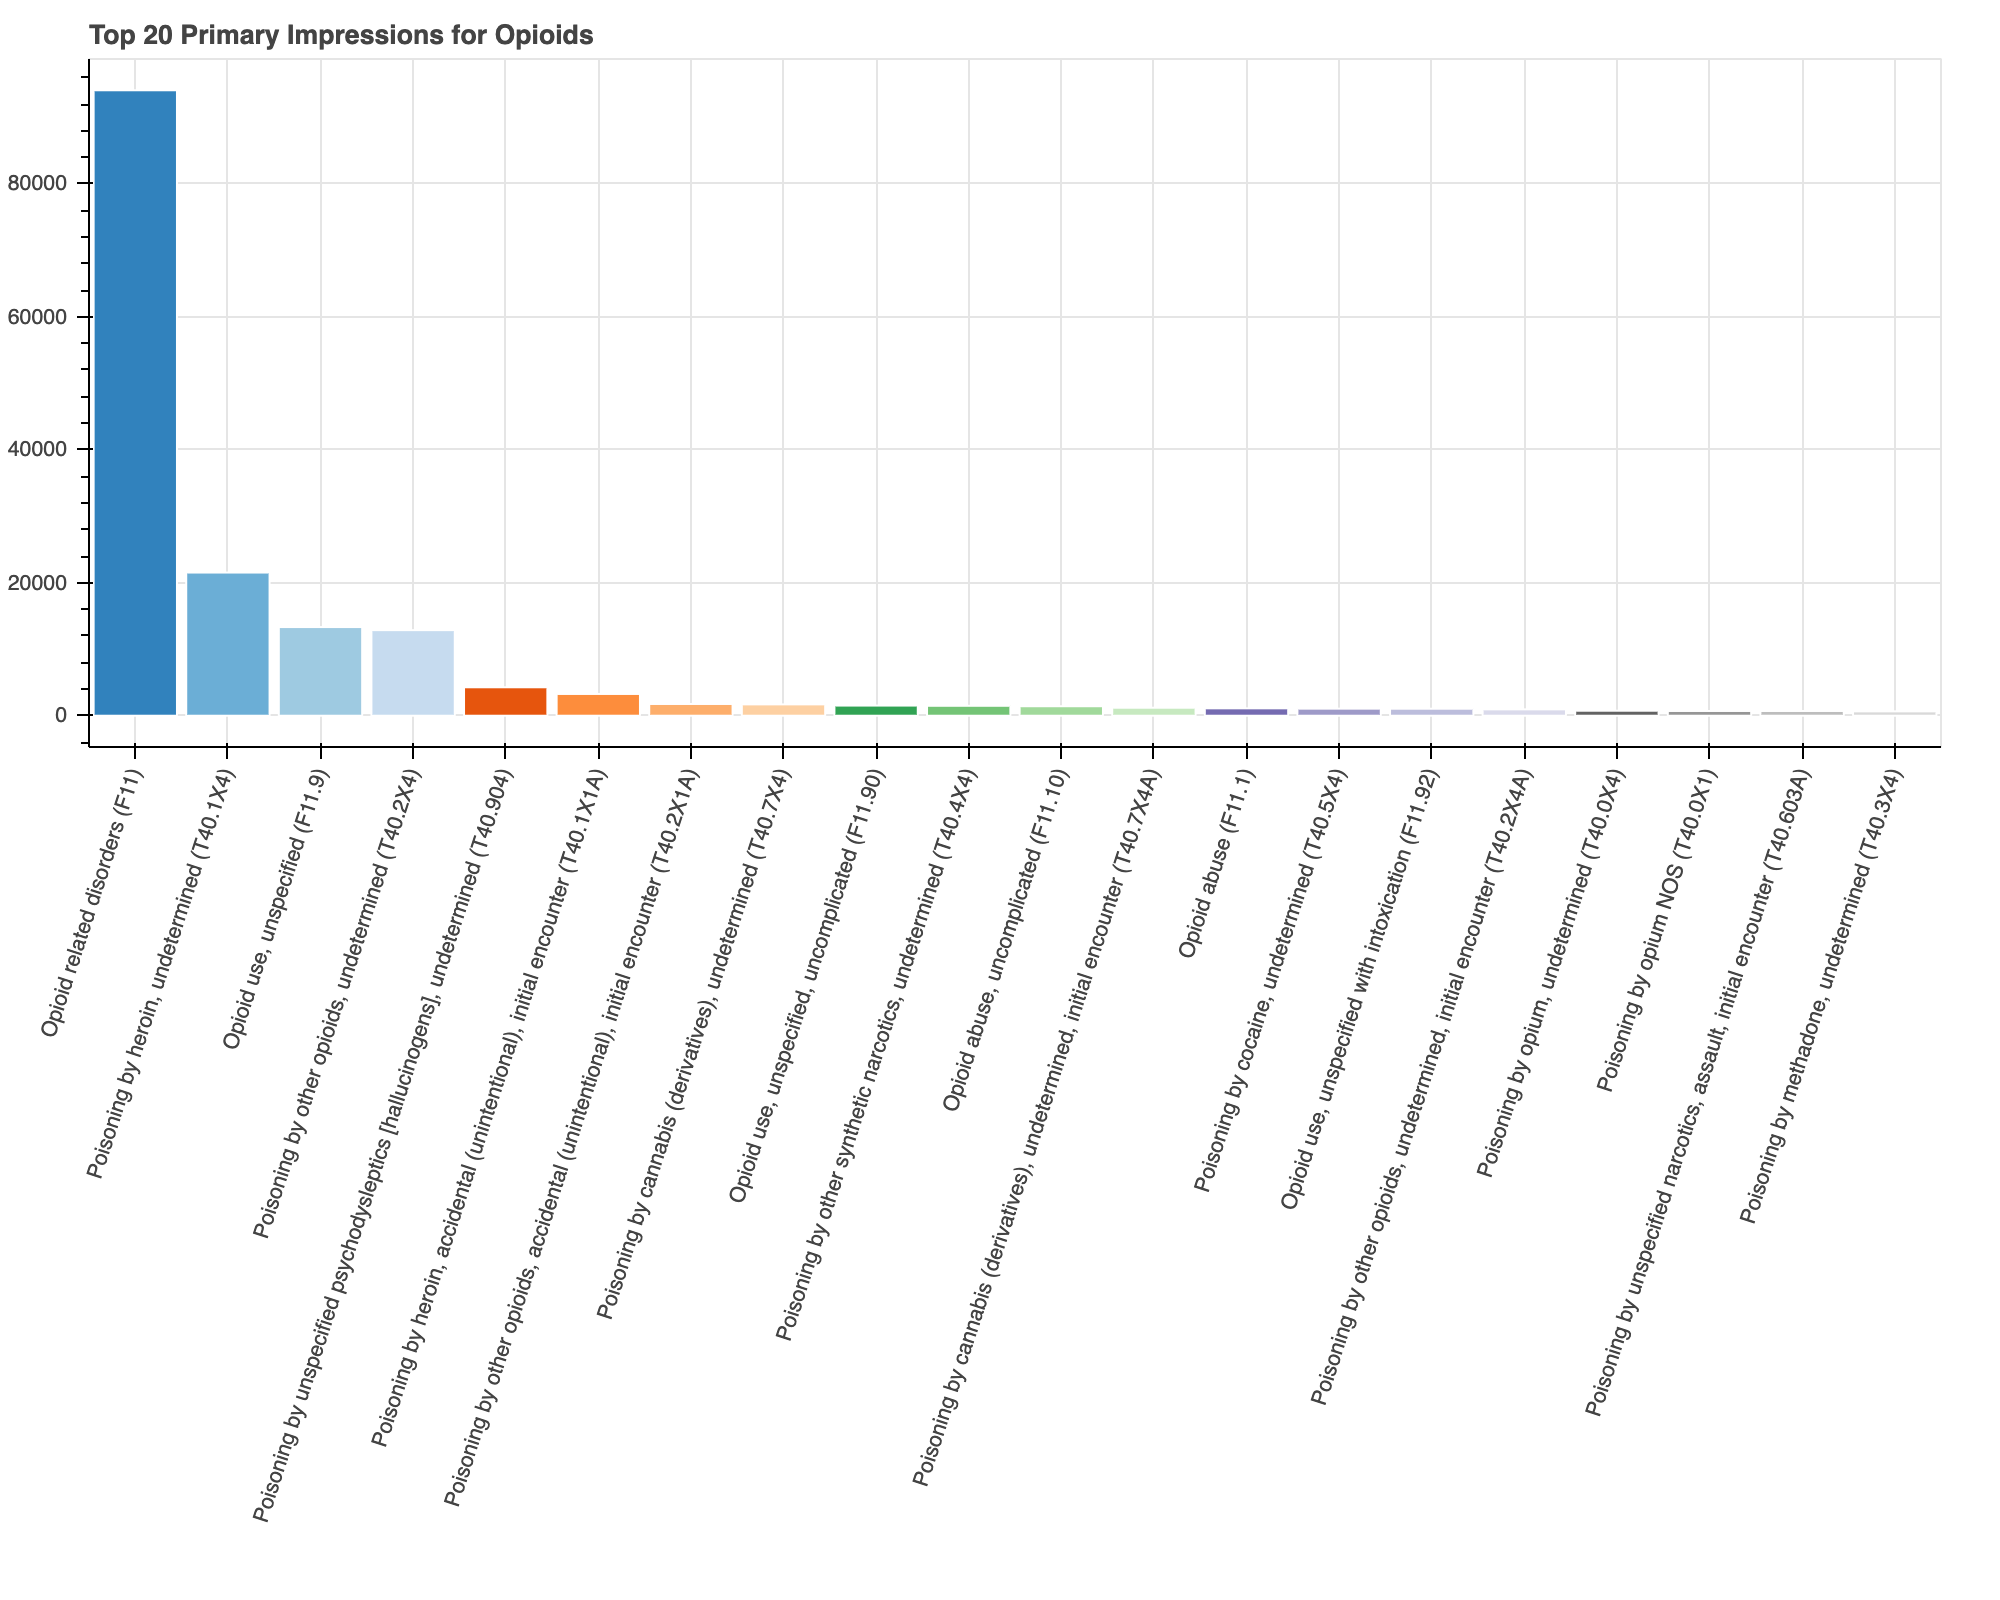 Top 20 Primary Impressions for Opioids
80000
60000
40000
20000
0
Opioid related disorders (F11)
Poisoning by heroin, undetermined (T40.1X4)
Opioid use, unspecified (F11.9)
Poisoning by other opioids, undetermined (T40.2X4)
Poisoning by unspecified psychodysleptics [hallucinogens], undetermined (T40.904)
Poisoning by heroin, accidental (unintentional), initial encounter (T40.1X1A)
Poisoning by other opioids, accidental (unintentional), initial encounter (T40.2X1A)
Poisoning by cannabis (derivatives), undetermined (T40.7X4)
Opioid use, unspecified, uncomplicated (F11.90)
Poisoning by other synthetic narcotics, undetermined (T40.4X4)
Opioid abuse, uncomplicated (F11.10)
Poisoning by cannabis (derivatives), undetermined, initial encounter (T40.7X4A)
Opioid abuse (F11.1)
Poisoning by cocaine, undetermined (T40.5X4)
Opioid use, unspecified with intoxication (F11.92)
Poisoning by other opioids, undetermined, initial encounter (T40.2X4A)
Poisoning by opium, undetermined (T40.0X4)
Poisoning by opium NOS (T40.0X1)
Poisoning by unspecified narcotics, assault, initial encounter (T40.603A)
Poisoning by methadone, undetermined (T40.3X4)